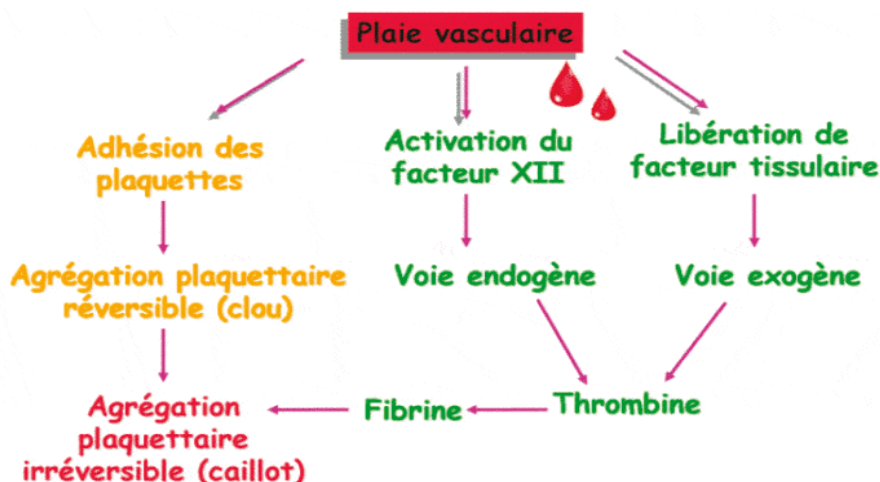 Plaie vasculaire
Adhésion des
plaquettes
Activation du
facteur XII
Libération de
facteur tissulaire
Agrégation plaquettaire
réversible (clou)
Voie endogène
Voie exogène
Agrégation
plaquettaire
irréversible (caillot)
Fibrine
Thrombine